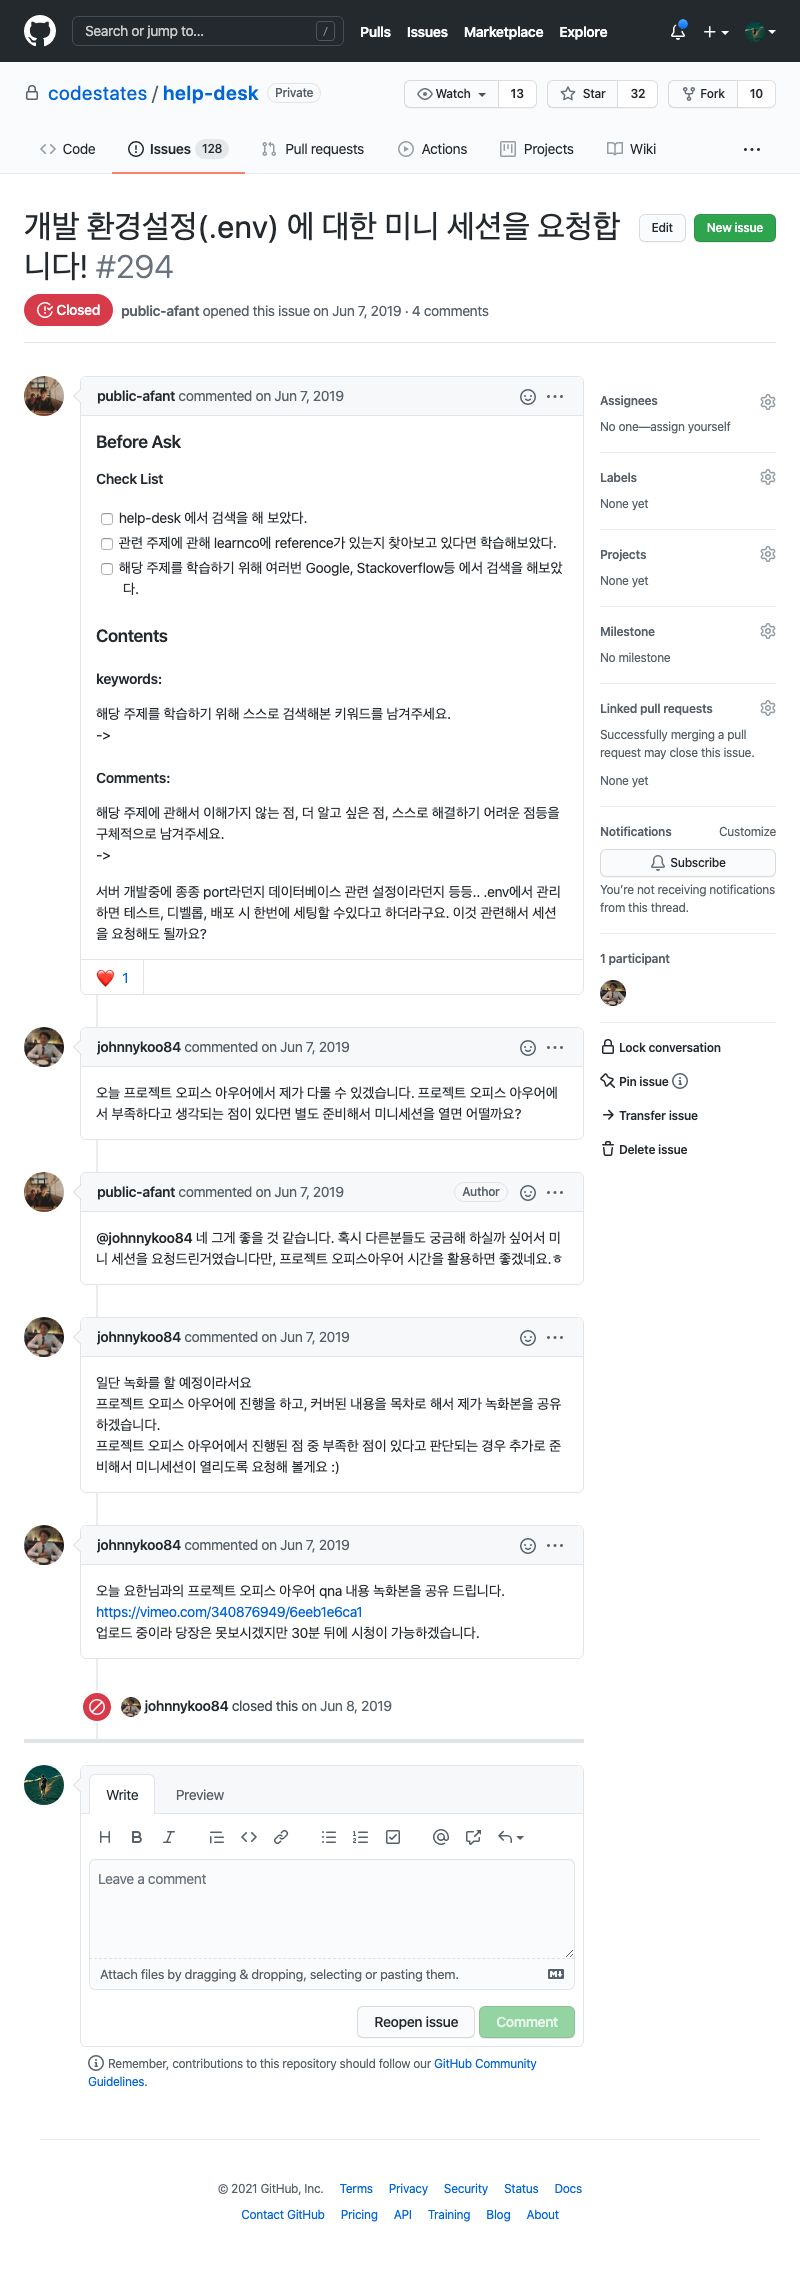 Search or jump to... /
Pulls Issues Marketplace Explore
codestates / help-desk Private
Watch 13 Star 32 Fork 10
Code Issues 128 Pull requests Actions Projects Wiki ...
개발 환경설정(.env) 에 대한 미니 세션을 요청합
니다! #294
Edit New issue
Closed public-afant opened this issue on Jun 7, 2019 · 4 comments
public-afant commented on Jun 7, 2019
Before Ask
Check List
help-desk 에서 검색을 해 보았다.
관련 주제에 관해 learnco에 reference가 있는지 찾아보고 있다면 학습해보았다.
해당 주제를 학습하기 위해 여러번 Google, Stackoverflow등 에서 검색을 해보았
다.
Contents
keywords:
해당 주제를 학습하기 위해 스스로 검색해본 키워드를 남겨주세요.
->
Comments:
해당 주제에 관해서 이해가지 않는 점, 더 알고 싶은 점, 스스로 해결하기 어려운 점등을
구체적으로 남겨주세요.
->
서버 개발중에 종종 port라던지 데이터베이스 관련 설정이라던지 등등.. .env에서 관리
하면 테스트, 디벨롭, 배포 시 한번에 세팅할 수있다고 하더라구요. 이것 관련해서 세션
을 요청해도 될까요?
❤️ 1
johnnykoo84 commented on Jun 7, 2019
오늘 프로젝트 오피스 아우어에서 제가 다룰 수 있겠습니다. 프로젝트 오피스 아우어에
서 부족하다고 생각되는 점이 있다면 별도 준비해서 미니세션을 열면 어떨까요?
public-afant commented on Jun 7, 2019 Author
@johnnykoo84 네 그게 좋을 것 같습니다. 혹시 다른분들도 궁금해 하실까 싶어서 미
니 세션을 요청드린거였습니다만, 프로젝트 오피스아우어 시간을 활용하면 좋겠네요.ㅎ
johnnykoo84 commented on Jun 7, 2019
일단 녹화를 할 예정이라서요
프로젝트 오피스 아우어에 진행을 하고, 커버된 내용을 목차로 해서 제가 녹화본을 공유
하겠습니다.
프로젝트 오피스 아우어에서 진행된 점 중 부족한 점이 있다고 판단되는 경우 추가로 준
비해서 미니세션이 열리도록 요청해 볼게요 :)
johnnykoo84 commented on Jun 7, 2019
오늘 요한님과의 프로젝트 오피스 아우어 qna 내용 녹화본을 공유 드립니다.
https://vimeo.com/340876949/6eeb1e6ca1
업로드 중이라 당장은 못보시겠지만 30분 뒤에 시청이 가능하겠습니다.
johnnykoo84 closed this on Jun 8, 2019
Write Preview
Leave a comment
Attach files by dragging & dropping, selecting or pasting them.
Reopen issue Comment
Remember, contributions to this repository should follow our GitHub Community
Guidelines.
Assignees
No one—assign yourself
Labels
None yet
Projects
None yet
Milestone
No milestone
Linked pull requests
Successfully merging a pull
request may close this issue.
None yet
Notifications Customize
Subscribe
You're not receiving notifications
from this thread.
1 participant
Lock conversation
Pin issue
Transfer issue
Delete issue
© 2021 GitHub, Inc. Terms Privacy Security Status Docs
Contact GitHub Pricing API Training Blog About